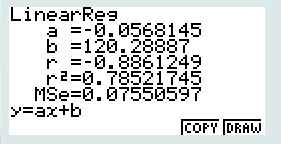 LinearReg
a =-0.0568145
b =120.28887
r =-0.8861249
r²=0.78521745
MSe=0.07550597
y=ax+b
COPY DRAW